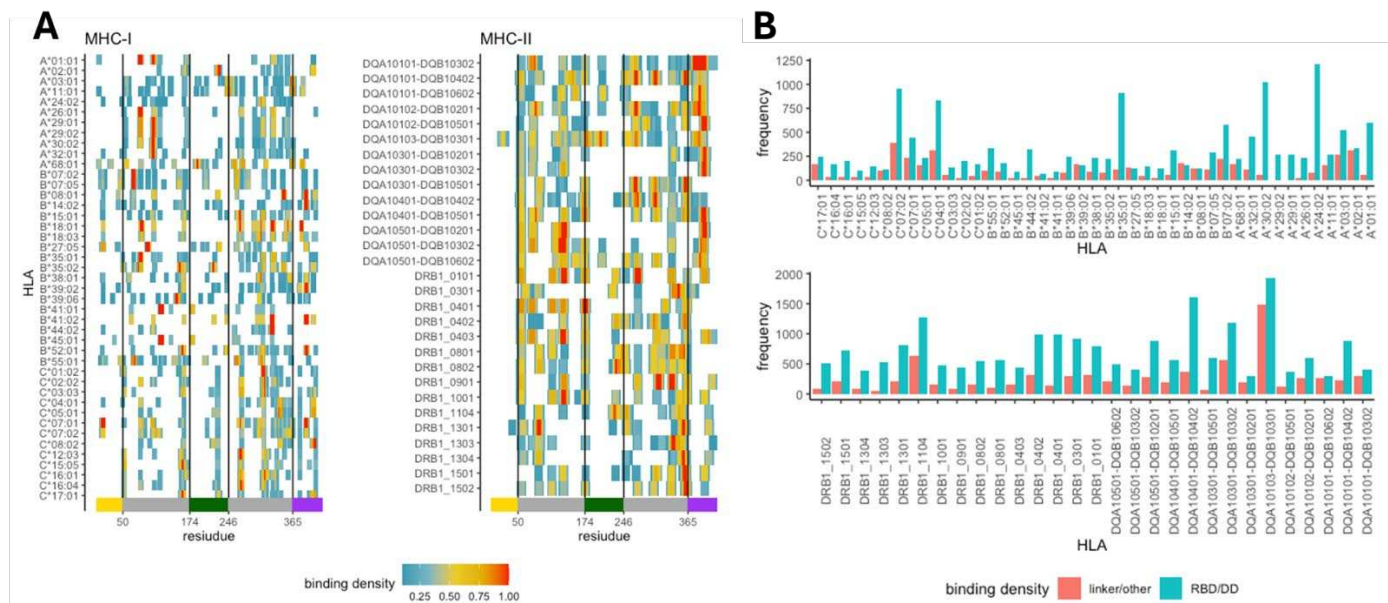 A
B
MHC-I
MHC-II
HLA
A*01:01
A*02:01
A*03:01
A*11:01
A*24:02
A*26:01
A*29:01
A*29:02
A*30:02
A*32:01
A*68:01
B*07:02
B*07:05
B*08:01
B*14:02
B*15:01
B*18:01
B*18:03
B*27:05
B*35:01
B*35:02
B*38:01
B*39:02
B*39:06
B*41:01
B*41:02
B*44:02
B*45:01
B*52:01
B*55:01
C*01:02
C*02:02
C*03:03
C*04:01
C*05:01
C*07:01
C*07:02
C*08:02
C*12:03
C*15:05
C*16:01
C*16:04
C*17:01
50 174 246 365
resiudue
DQA10101-DQB10302
DQA10101-DQB10402
DQA10101-DQB10602
DQA10102-DQB10201
DQA10102-DQB10501
DQA10103-DQB10301
DQA10301-DQB10201
DQA10301-DQB10302
DQA10301-DQB10501
DQA10401-DQB10402
DQA10401-DQB10501
DQA10501-DQB10201
DQA10501-DQB10302
DQA10501-DQB10602
DRB1_0101
DRB1_0301
DRB1_0401
DRB1_0402
DRB1_0403
DRB1_0801
DRB1_0802
DRB1_0901
DRB1_1001
DRB1_1104
DRB1_1301
DRB1_1303
DRB1_1304
DRB1_1501
DRB1_1502
50 174 246 365
residue
binding density
0.25 0.50 0.75 1.00
frequency
1250
1000
750
500
250
0
C*17:01
C*16:04
C*16:01
C*15:05
C*12:03
C*08:02
C*07:02
C*07:01
C*05:01
C*04:01
C*03:03
C*02:02
C*01:02
B*55:01
B*52:01
B*45:01
B*44:02
B*41:02
B*41:01
B*39:06
B*39:02
B*38:01
B*35:02
B*35:01
B*27:05
B*18:03
B*18:01
B*15:01
B*14:02
B*08:01
B*07:05
B*07:02
A*68:01
A*32:01
A*30:02
A*29:02
A*29:01
A*26:01
A*24:02
A*11:01
A*03:01
A*02:01
A*01:01
HLA
frequency
2000
1500
1000
500
0
DRB1_1502
DRB1_1501
DRB1_1304
DRB1_1303
DRB1_1301
DRB1_1104
DRB1_1001
DRB1_0901
DRB1_0802
DRB1_0801
DRB1_0403
DRB1_0402
DRB1_0401
DRB1_0301
DRB1_0101
DQA10501-DQB10602
DQA10501-DQB10302
DQA10501-DQB10201
DQA10401-DQB10501
DQA10401-DQB10402
DQA10301-DQB10501
DQA10301-DQB10302
DQA10301-DQB10201
DQA10103-DQB10301
DQA10102-DQB10501
DQA10102-DQB10201
DQA10101-DQB10602
DQA10101-DQB10402
DQA10101-DQB10302
HLA
binding density linker/other RBD/DD